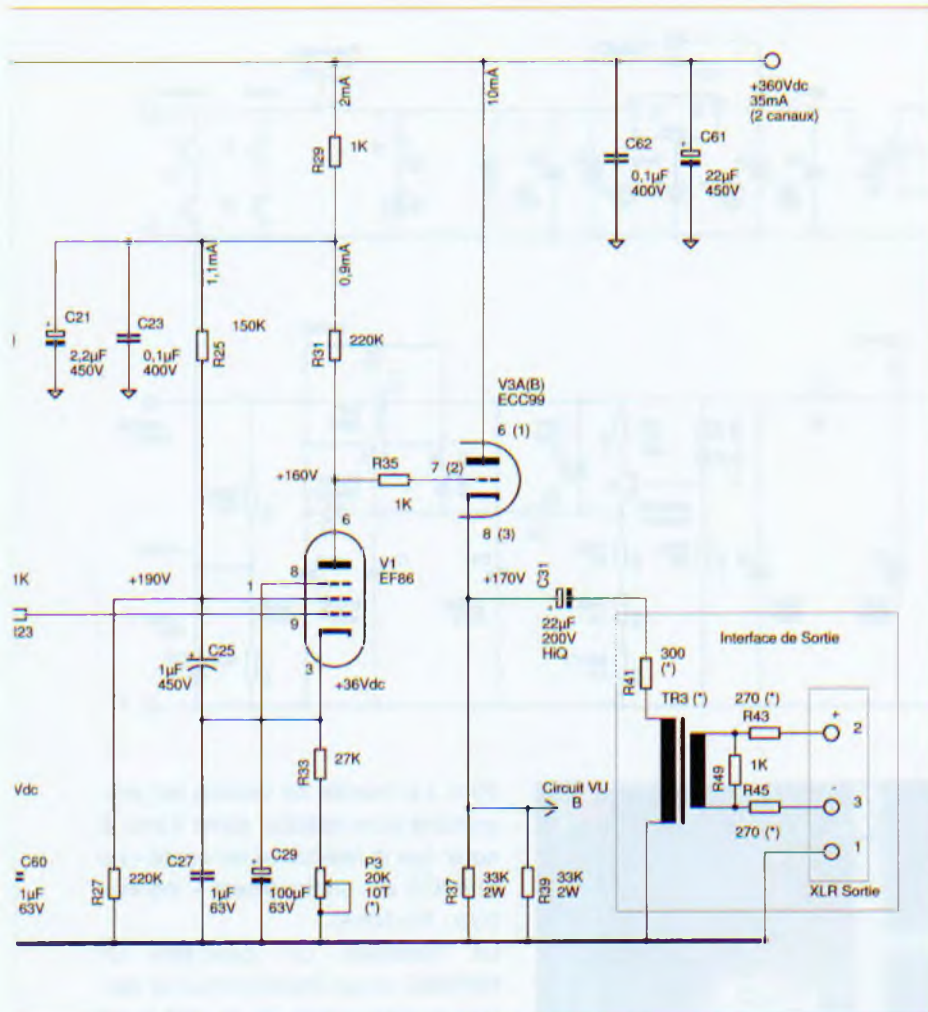 2mA
10mA
+360Vdc
35mA
(2 canaux)
R29
1K
C62
0,1µF
400V
C61
+
22µF
450V
1,1mA
0,9mA
+
C21
2,2µF
450V
C23
0,1µF
400V
R25
150K
R31
220K
V3A(B)
ECC99
6 (1)
+160V
R35
1K
7 (2)
8 (3)
6
V1
EF86
8
1
9
3
1K
+190V
+170V
C31
+
22µF
200V
HiQ
Interface de Sortie
+
C25
1µF
450V
+36Vdc
R41
300
(*)
TR3 (*)
270 (*)
R43
+
2
R49
1K
R45
3
270 (*)
1
XLR Sortie
R33
27K
Vdc
Circuit VU
B
C60
1µF
63V
R27
220K
C27
1µF
63V
C29
100µF
63V
P3
20K
10T
(*)
R37
33K
2W
R39
33K
2W